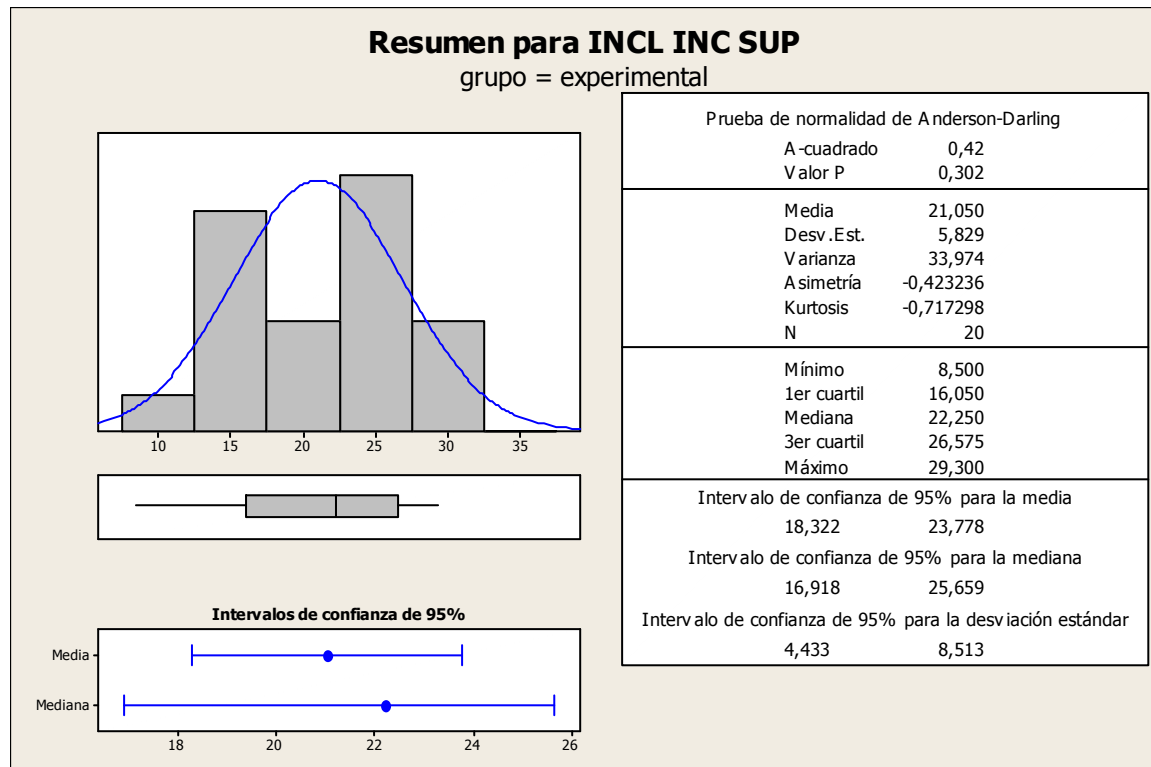 Resumen para INCL INC SUP
grupo = experimental
10 15 20 25 30 35
Intervalos de confianza de 95%
Media
Mediana
18 20 22 24 26
Prueba de normalidad de Anderson-Darling
A-cuadrado 0,42
Valor P 0,302
Media 21,050
Desv.Est. 5,829
Varianza 33,974
Asimetría -0,423236
Kurtosis -0,717298
N 20
Mínimo 8,500
1er cuartil 16,050
Mediana 22,250
3er cuartil 26,575
Máximo 29,300
Intervalo de confianza de 95% para la media
18,322 23,778
Intervalo de confianza de 95% para la mediana
16,918 25,659
Intervalo de confianza de 95% para la desviación estándar
4,433 8,513